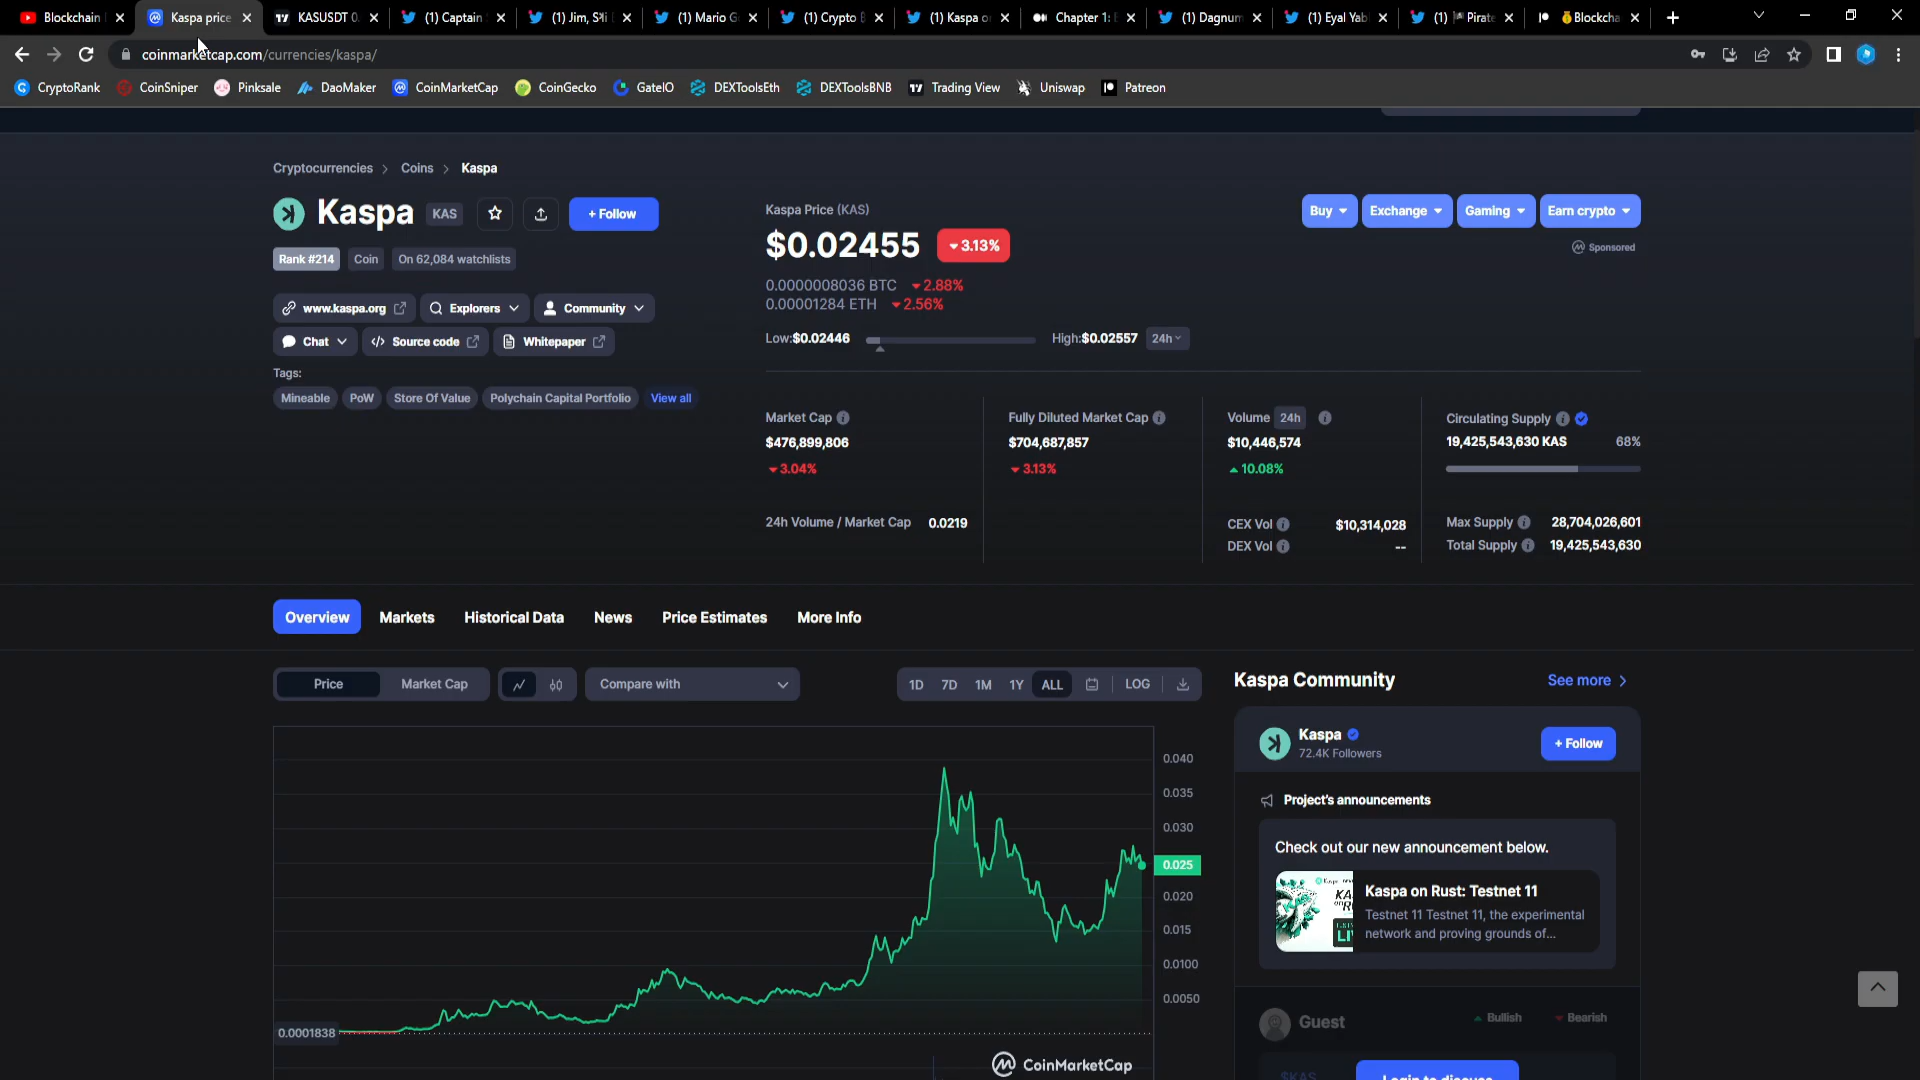 Blockchain
Kaspa price
KASUSDT 0.
(1) Captain
(1) Jim, S
(1) Mario G
(1) Crypto B
(1) Kaspa o
Chapter 1: B
(1) Dagnum
(1) Eyal Yab
(1) 🏴Pirate
💰Blockcha
coinmarketcap.com/currencies/kaspa/
CryptoRank
CoinSniper
Pinksale
DaoMaker
CoinMarketCap
CoinGecko
GateIO
DEXToolsEth
DEXToolsBNB
Trading View
Uniswap
Patreon
Cryptocurrencies > Coins > Kaspa
Kaspa KAS
+ Follow
Rank #214
Coin
On 62,084 watchlists
www.kaspa.org
Explorers
Community
Chat
Source code
Whitepaper
Tags:
Mineable
PoW
Store Of Value
Polychain Capital Portfolio
View all
Kaspa Price (KAS)
$0.02455
3.13%
0.0000008036 BTC 2.88%
0.00001284 ETH 2.56%
Low:$0.02446
High:$0.02557
24h
Buy
Exchange
Gaming
Earn crypto
Sponsored
Market Cap
$476,899,806
3.04%
24h Volume / Market Cap 0.0219
Fully Diluted Market Cap
$704,687,857
3.13%
Volume 24h
$10,446,574
10.08%
CEX Vol $10,314,028
DEX Vol --
Circulating Supply
19,425,543,630 KAS 68%
Max Supply 28,704,026,601
Total Supply 19,425,543,630
Overview
Markets
Historical Data
News
Price Estimates
More Info
Price
Market Cap
Compare with
1D
7D
1M
1Y
ALL
LOG
0.040
0.035
0.030
0.025
0.020
0.015
0.0100
0.0050
0.0001838
CoinMarketCap
Kaspa Community
See more >
Kaspa
72.4K Followers
+ Follow
Project's announcements
Check out our new announcement below.
Kaspa on Rust: Testnet 11
Testnet 11 Testnet 11, the experimental
network and proving grounds of...
Guest
Bullish
Bearish
$KAS
Login to discuss